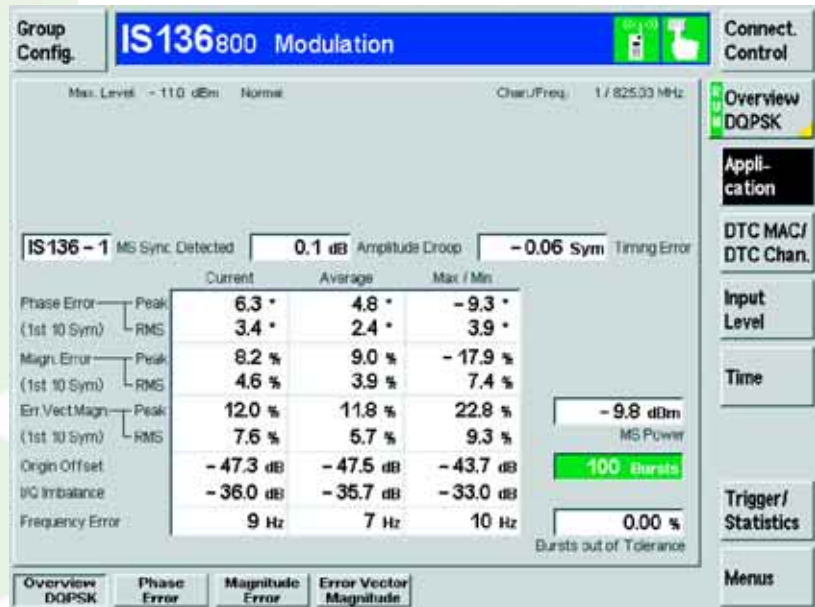 Group Config.
IS136800 Modulation
Connect. Control
Max. Level - 11.0 dBm Normal Chan./Freq. 1 / 825.03 MHz
RUN
Overview DQPSK
Appli- cation
DTC MAC/ DTC Chan.
IS136 - 1 MS Sync. Detected 0.1 dB Amplitude Droop - 0.06 Sym Timing Error
Current Average Max / Min
Phase Error Peak 6.3 ° 4.8 ° - 9.3 °
(1st 10 Sym) RMS 3.4 ° 2.4 ° 3.9 °
Input Level
Magn. Error Peak 8.2 % 9.0 % - 17.9 %
(1st 10 Sym) RMS 4.6 % 3.9 % 7.4 %
Time
Err.Vect.Magn Peak 12.0 % 11.8 % 22.8 % - 9.8 dBm
(1st 10 Sym) RMS 7.6 % 5.7 % 9.3 % MS Power
Origin Offset - 47.3 dB - 47.5 dB - 43.7 dB 100 Bursts
I/Q Imbalance - 36.0 dB - 35.7 dB - 33.0 dB
Frequency Error 9 Hz 7 Hz 10 Hz 0.00 %
Bursts out of Tolerance
Trigger/ Statistics
Overview DQPSK
Phase Error
Magnitude Error
Error Vector Magnitude
Menus